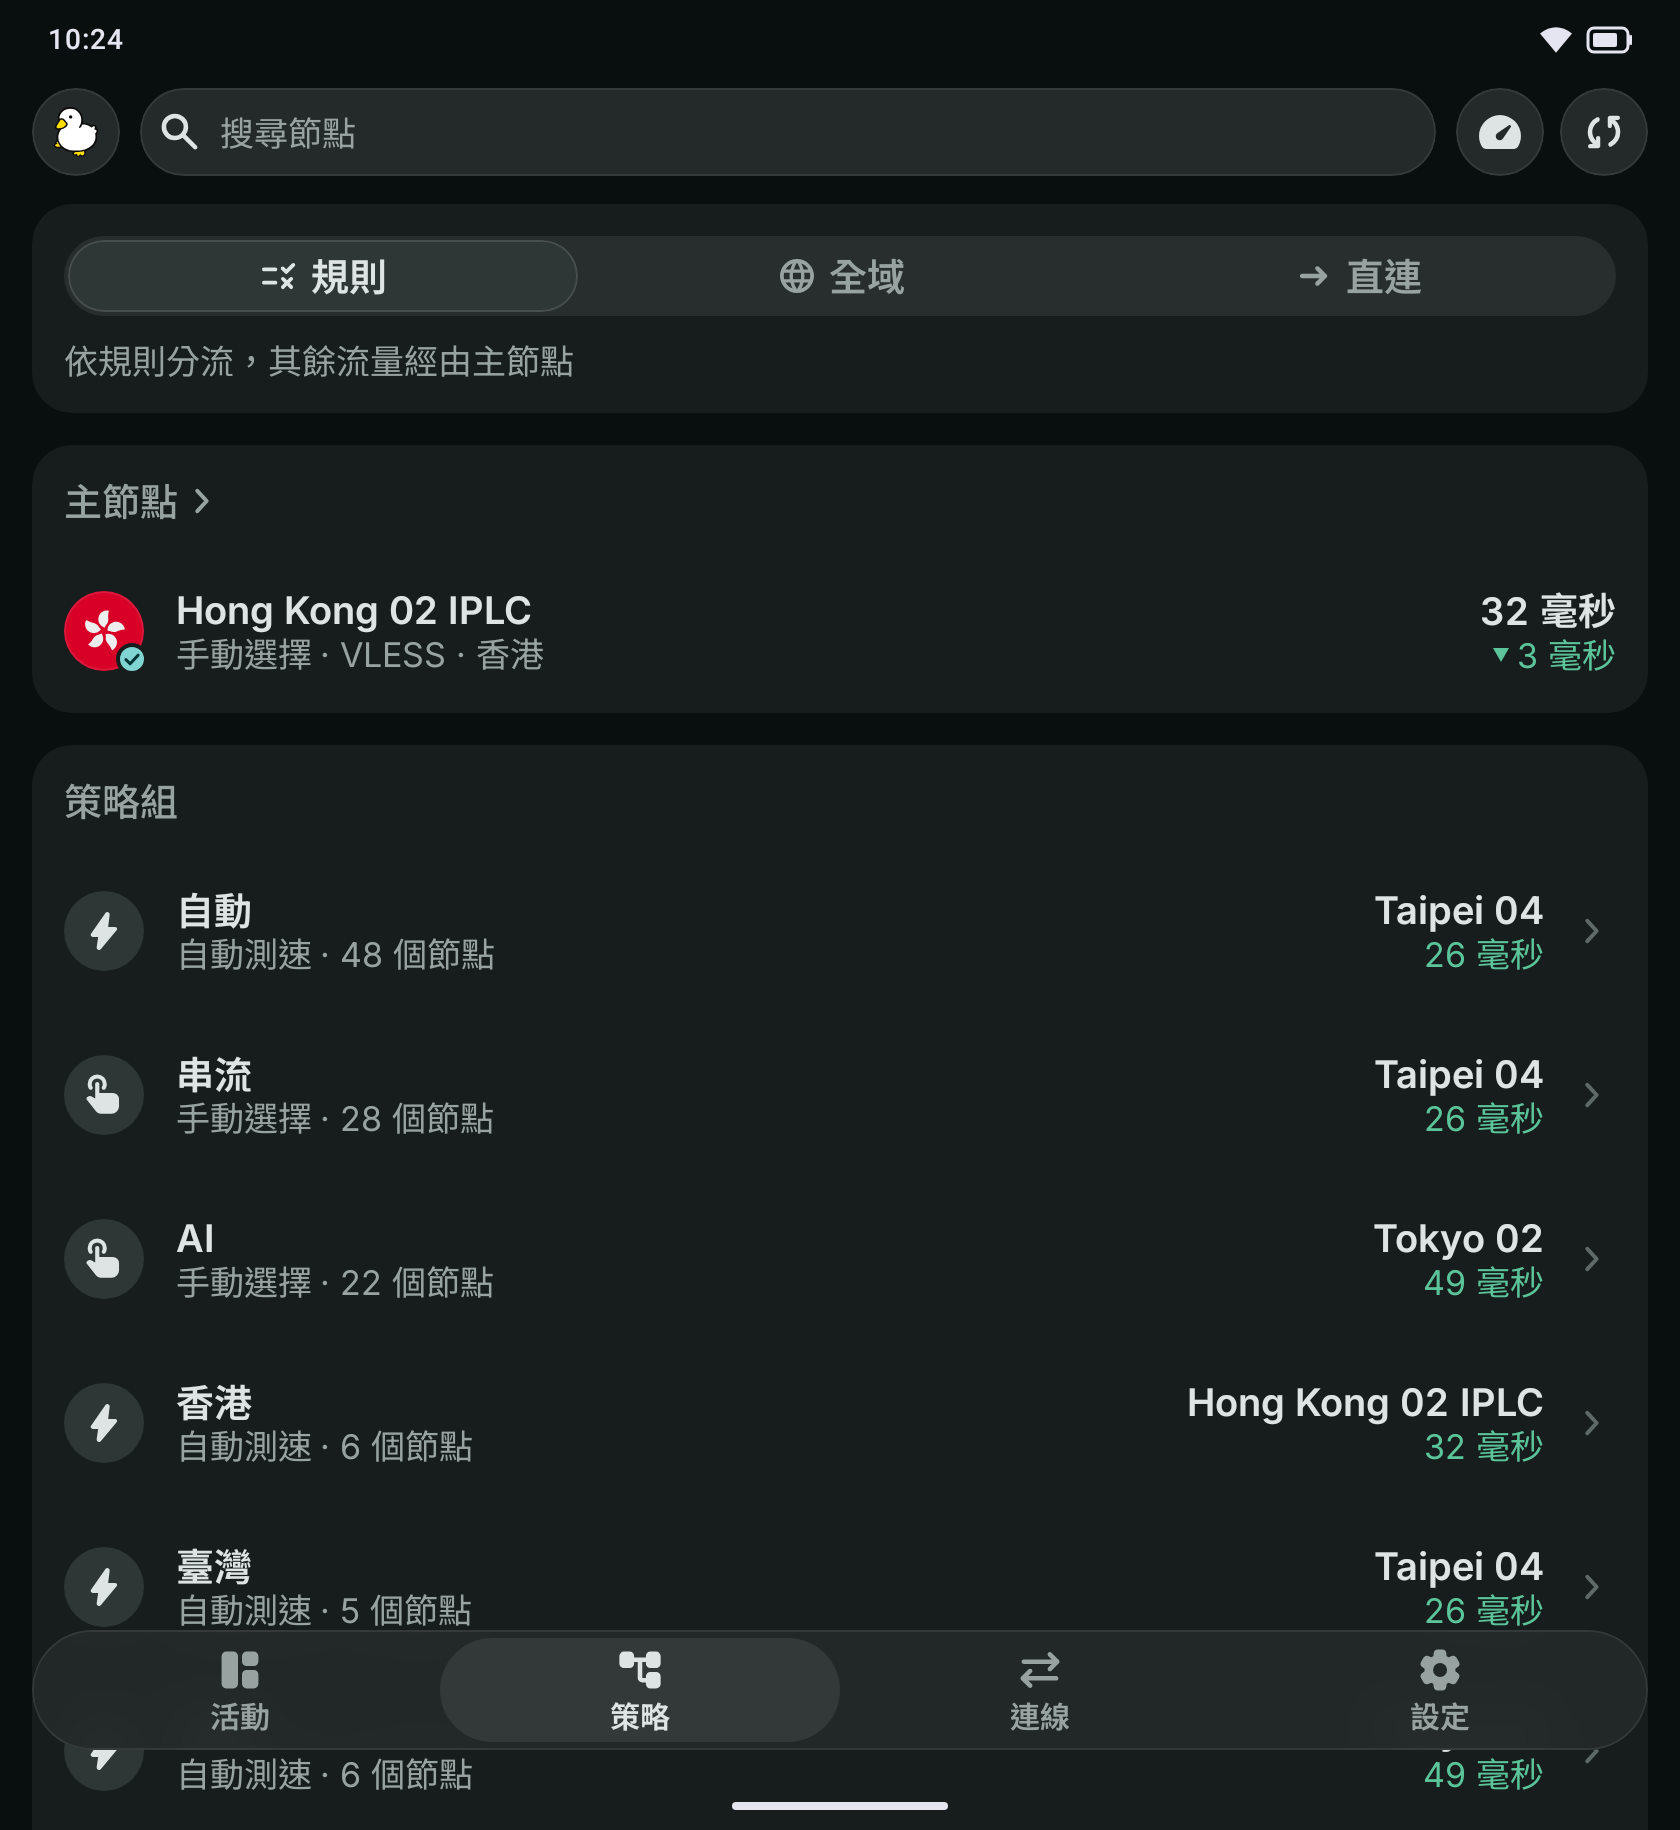 10:24
搜尋節點
規則
全域
直連
依規則分流，其餘流量經由主節點
主節點
Hong Kong 02 IPLC
32 毫秒
手動選擇 · VLESS · 香港
▼3 毫秒
策略組
自動
Taipei 04
自動測速 · 48 個節點
26 毫秒
串流
Taipei 04
手動選擇 · 28 個節點
26 毫秒
AI
Tokyo 02
手動選擇 · 22 個節點
49 毫秒
香港
Hong Kong 02 IPLC
自動測速 · 6 個節點
32 毫秒
臺灣
Taipei 04
自動測速 · 5 個節點
26 毫秒
活動
策略
連線
設定
自動測速 · 6 個節點
49 毫秒